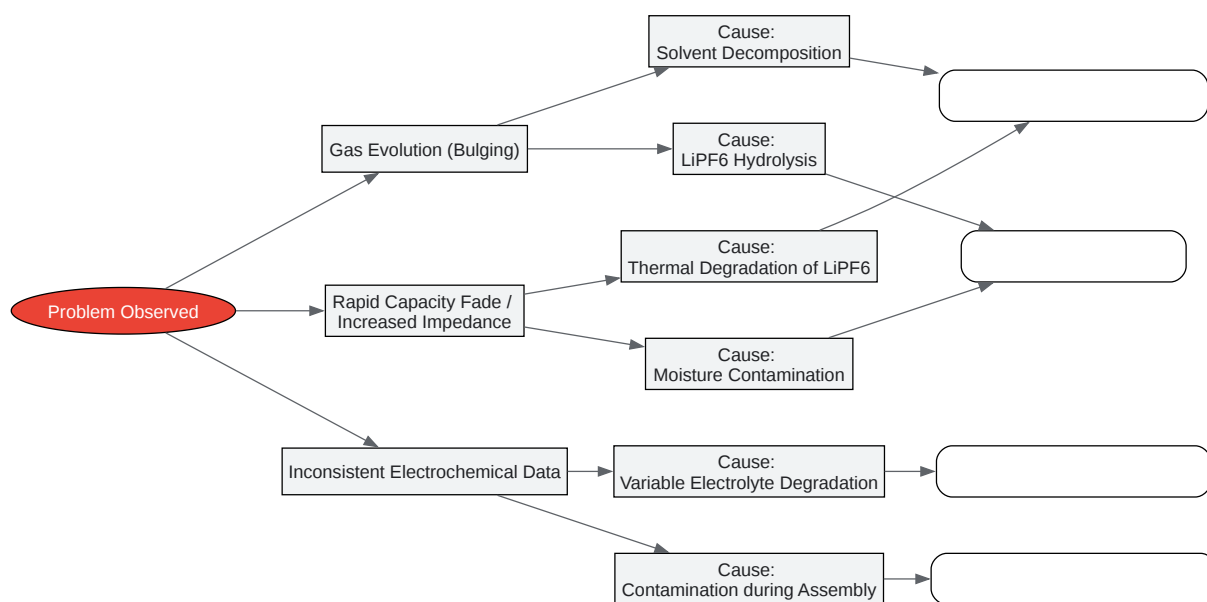 Cause:
Solvent Decomposition
Gas Evolution (Bulging)
Cause:
LiPF6 Hydrolysis
Cause:
Thermal Degradation of LiPF6
Problem Observed
Rapid Capacity Fade /
Increased Impedance
Cause:
Moisture Contamination
Inconsistent Electrochemical Data
Cause:
Variable Electrolyte Degradation
Cause:
Contamination during Assembly